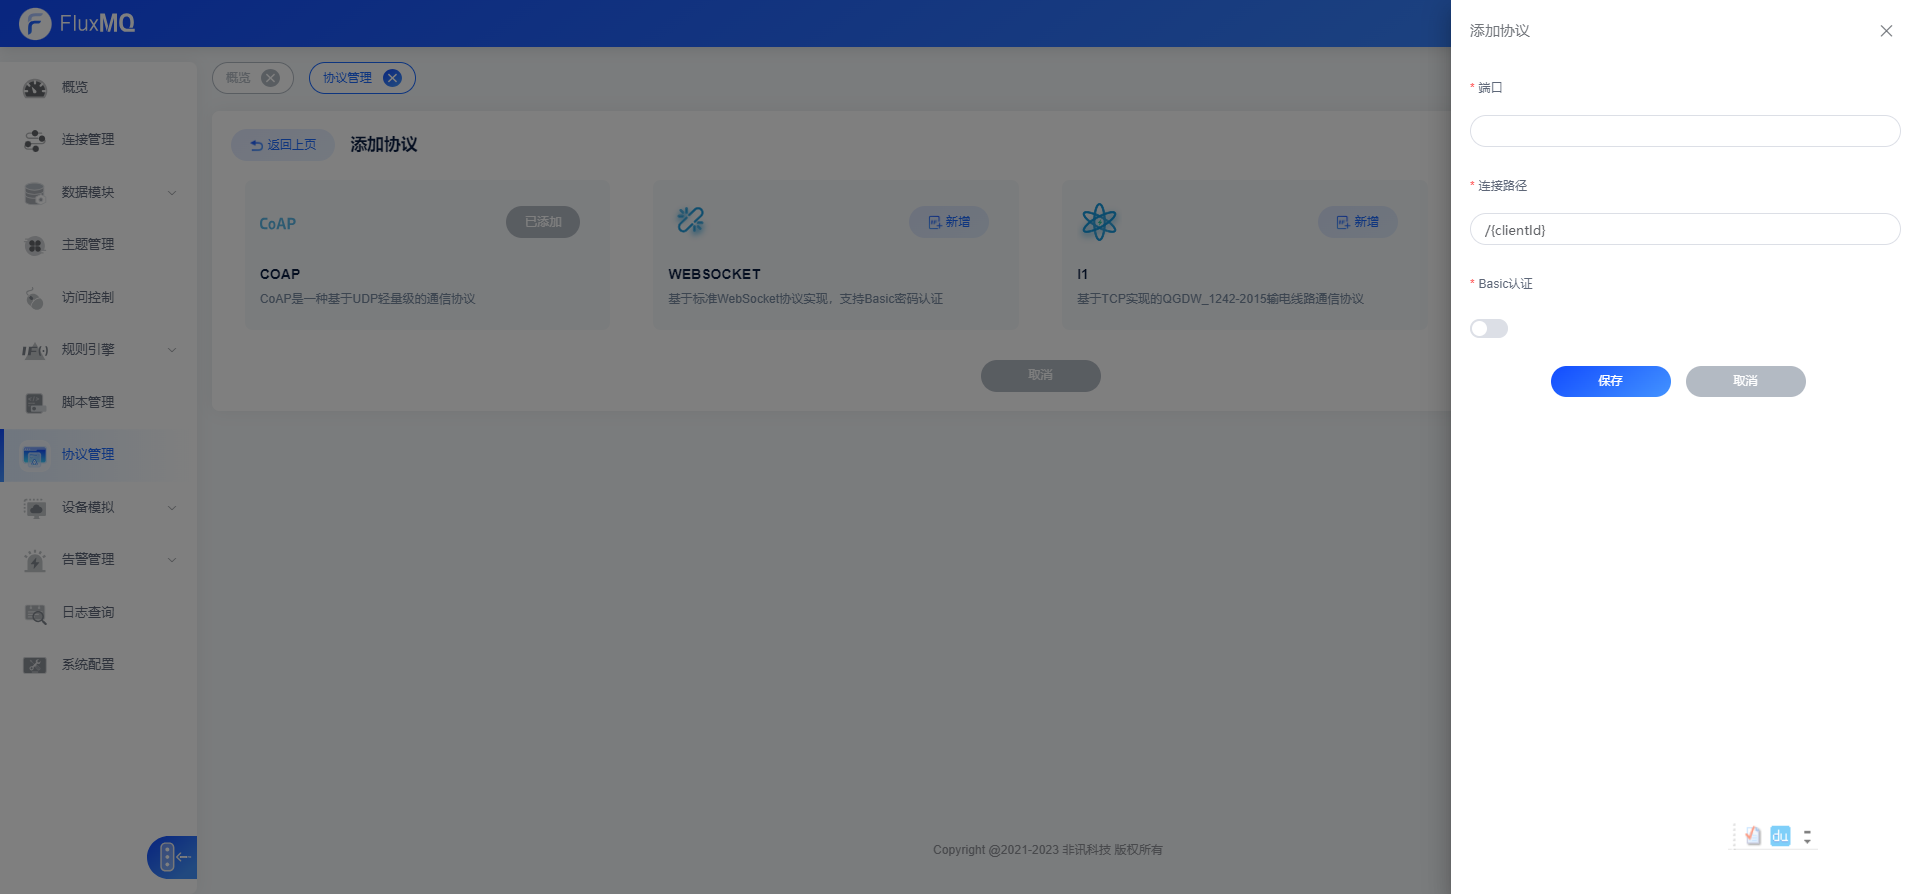 FluxMQ
概览
连接管理
数据模块
主题管理
访问控制
规则引擎
脚本管理
协议管理
设备模拟
告警管理
日志查询
系统配置
概览
协议管理
返回上页
添加协议
CoAP
已添加
COAP
CoAP是一种基于UDP轻量级的通信协议
新增
WEBSOCKET
基于标准WebSocket协议实现，支持Basic密码认证
新增
I1
基于TCP实现的QGDW_1242-2015输电线路通信协议
取消
Copyright @2021-2023 非讯科技 版权所有
添加协议
* 端口
* 连接路径
/{clientId}
* Basic认证
保存
取消
du